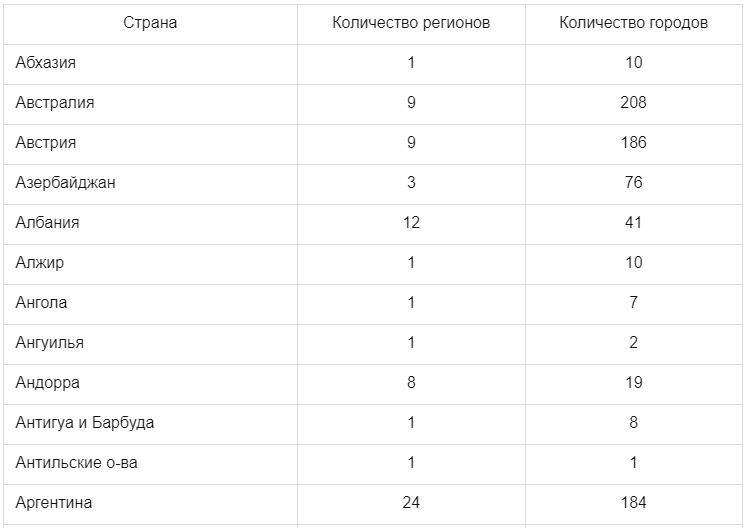 Страна Количество регионов Количество городов
Абхазия 1 10
Австралия 9 208
Австрия 9 186
Азербайджан 3 76
Албания 12 41
Алжир 1 10
Ангола 1 7
Ангуилья 1 2
Андорра 8 19
Антигуа и Барбуда 1 8
Антильские о-ва 1 1
Аргентина 24 184